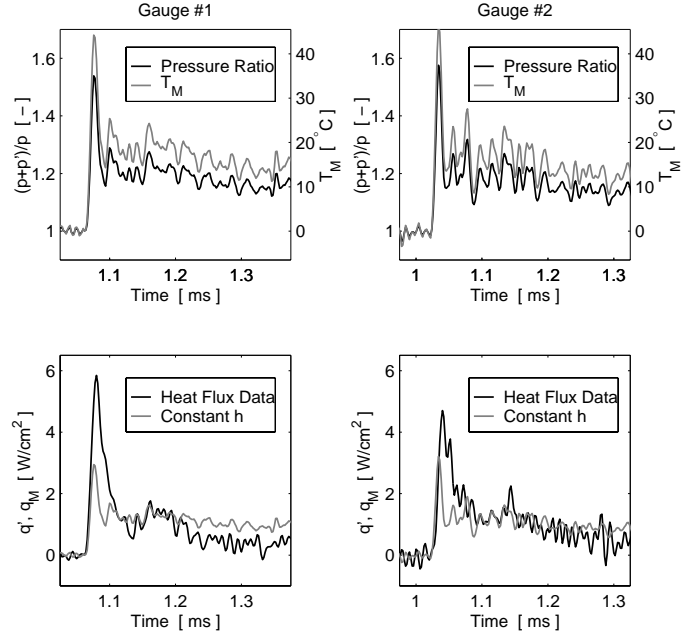 Gauge #1
Gauge #2
1.6
1.4
1.2
1
(p+p')/p [ – ]
Pressure Ratio
T_M
40
30
20
10
0
T_M [ °C ]
1.1 1.2 1.3
Time [ ms ]
1.6
1.4
1.2
1
(p+p')/p [ – ]
Pressure Ratio
T_M
40
30
20
10
0
T_M [ °C ]
1 1.1 1.2 1.3
Time [ ms ]
6
4
2
0
q', q_M [ W/cm² ]
Heat Flux Data
Constant h
1.1 1.2 1.3
Time [ ms ]
6
4
2
0
q', q_M [ W/cm² ]
Heat Flux Data
Constant h
1 1.1 1.2 1.3
Time [ ms ]